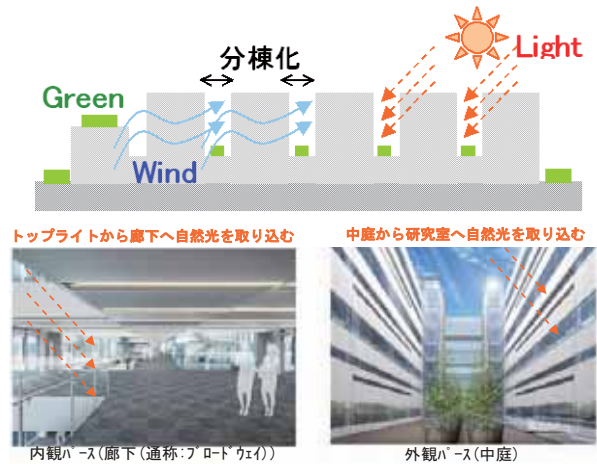 分棟化
Light
Green
Wind
トップライトから廊下へ自然光を取り込む
中庭から研究室へ自然光を取り込む
内観ﾊﾟｰｽ(廊下(通称:ﾌﾞﾛｰﾄﾞｳｪｲ))
外観ﾊﾟｰｽ(中庭)